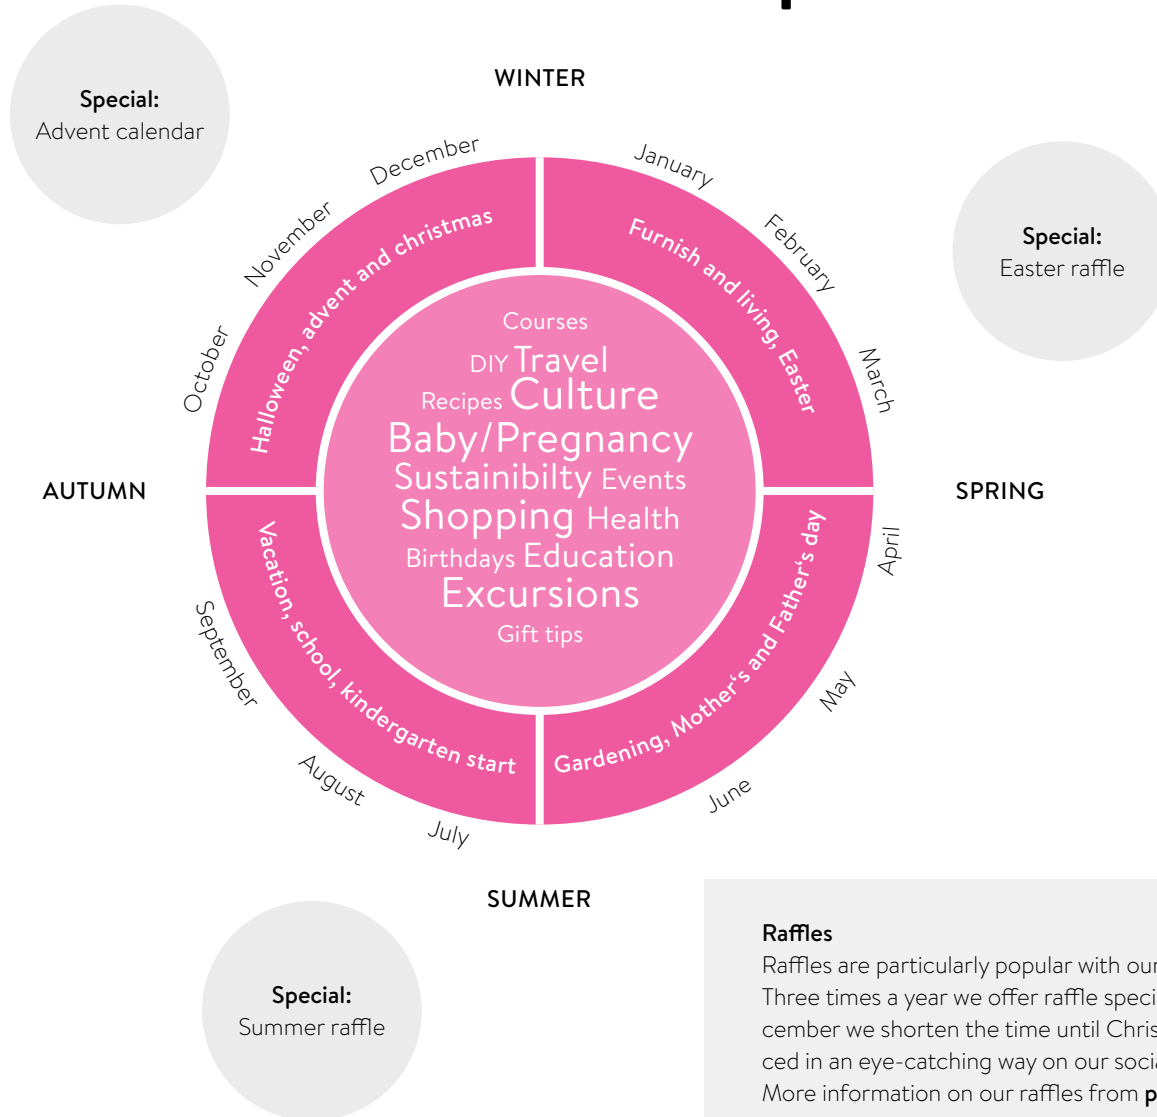 WINTER
Special:
Advent calendar
December
January
November
February
Special:
Easter raffle
October
March
Halloween, advent and christmas
Furnish and living, Easter
Courses
DIY Travel
Recipes Culture
Baby/Pregnancy
Sustainibilty Events
Shopping Health
Birthdays Education
Excursions
Gift tips
AUTUMN
SPRING
Vacation, school, kindergarten start
Gardening, Mother's and Father's day
April
September
May
August
June
July
SUMMER
Special:
Summer raffle
Raffles
Raffles are particularly popular with our
Three times a year we offer raffle speci
cember we shorten the time until Chris
ced in an eye-catching way on our socia
More information on our raffles from p